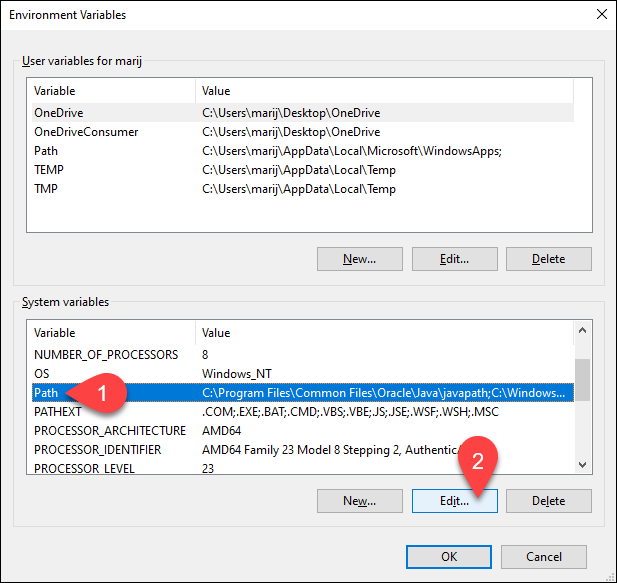 Environment Variables
User variables for marij
Variable Value
OneDrive C:\Users\marij\Desktop\OneDrive
OneDriveConsumer C:\Users\marij\Desktop\OneDrive
Path C:\Users\marij\AppData\Local\Microsoft\WindowsApps;
TEMP C:\Users\marij\AppData\Local\Temp
TMP C:\Users\marij\AppData\Local\Temp
New... Edit... Delete
System variables
Variable Value
NUMBER_OF_PROCESSORS 8
OS Windows_NT
Path 1 C:\Program Files\Common Files\Oracle\Java\javapath;C:\Windows...
PATHEXT .COM;.EXE;.BAT;.CMD;.VBS;.VBE;.JS;.JSE;.WSF;.WSH;.MSC
PROCESSOR_ARCHITECTURE AMD64
PROCESSOR_IDENTIFIER AMD64 Family 23 Model 8 Stepping 2,
PROCESSOR_LEVEL 23
2
New... Edit... Delete
OK Cancel